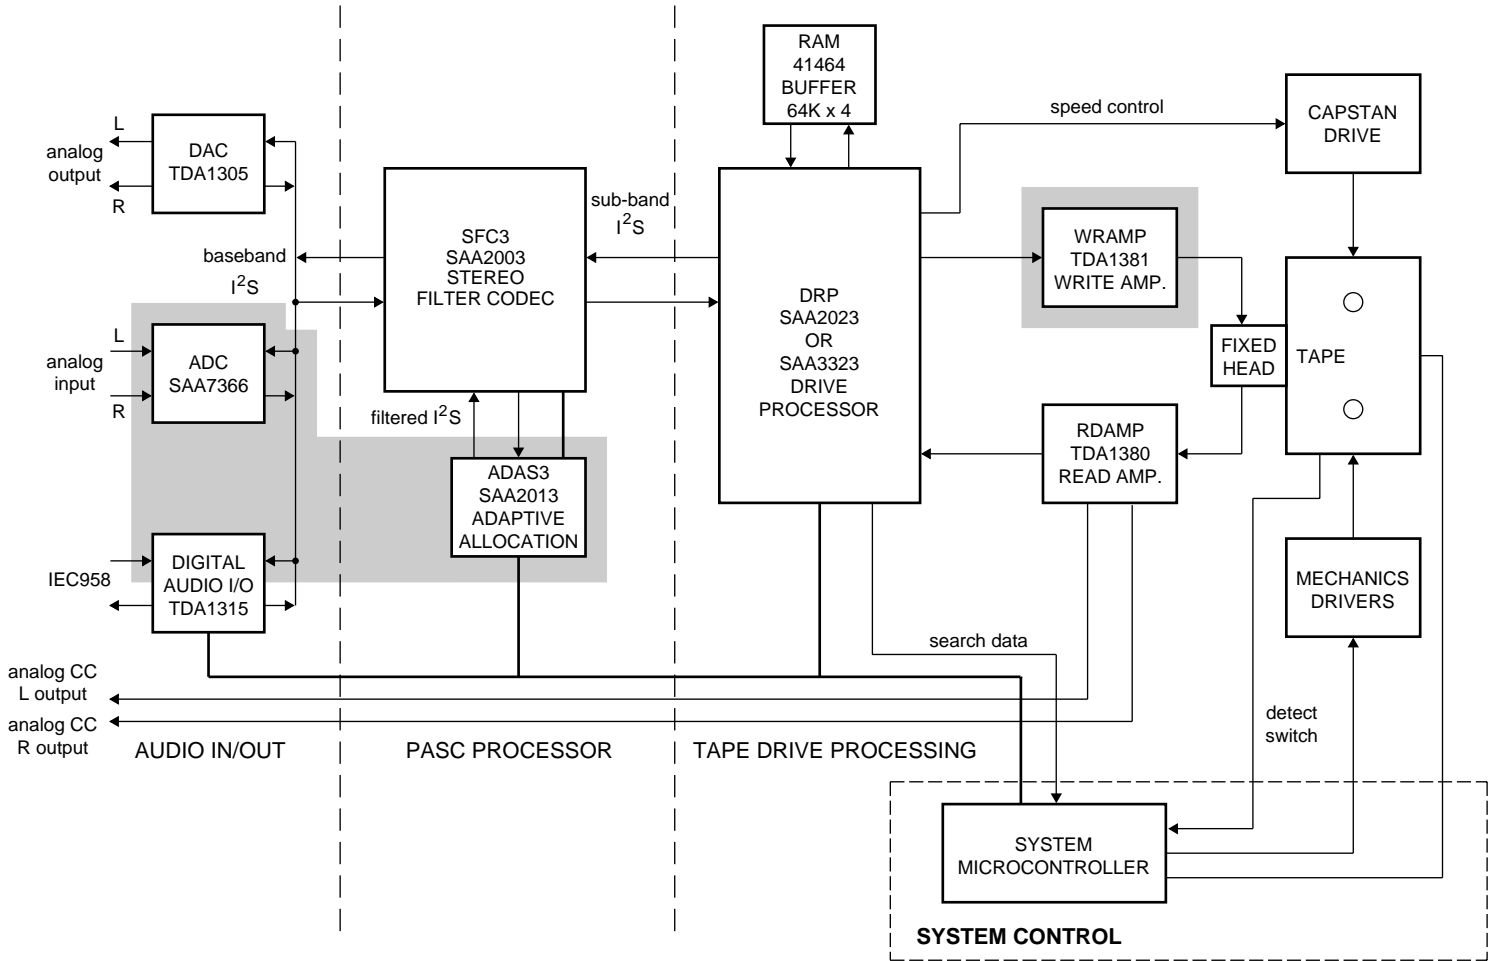 RAM
41464
BUFFER
64K x 4
speed control
CAPSTAN
DRIVE
L
analog
output
R
DAC
TDA1305
baseband
I2S
SFC3
SAA2003
STEREO
FILTER CODEC
sub-band
I2S
DRP
SAA2023
OR
SAA3323
DRIVE
PROCESSOR
WRAMP
TDA1381
WRITE AMP.
FIXED
HEAD
TAPE
L
analog
input
R
ADC
SAA7366
filtered I2S
ADAS3
SAA2013
ADAPTIVE
ALLOCATION
RDAMP
TDA1380
READ AMP.
IEC958
DIGITAL
AUDIO I/O
TDA1315
MECHANICS
DRIVERS
search data
analog CC
L output
analog CC
R output
detect
switch
AUDIO IN/OUT
PASC PROCESSOR
TAPE DRIVE PROCESSING
SYSTEM
MICROCONTROLLER
SYSTEM CONTROL